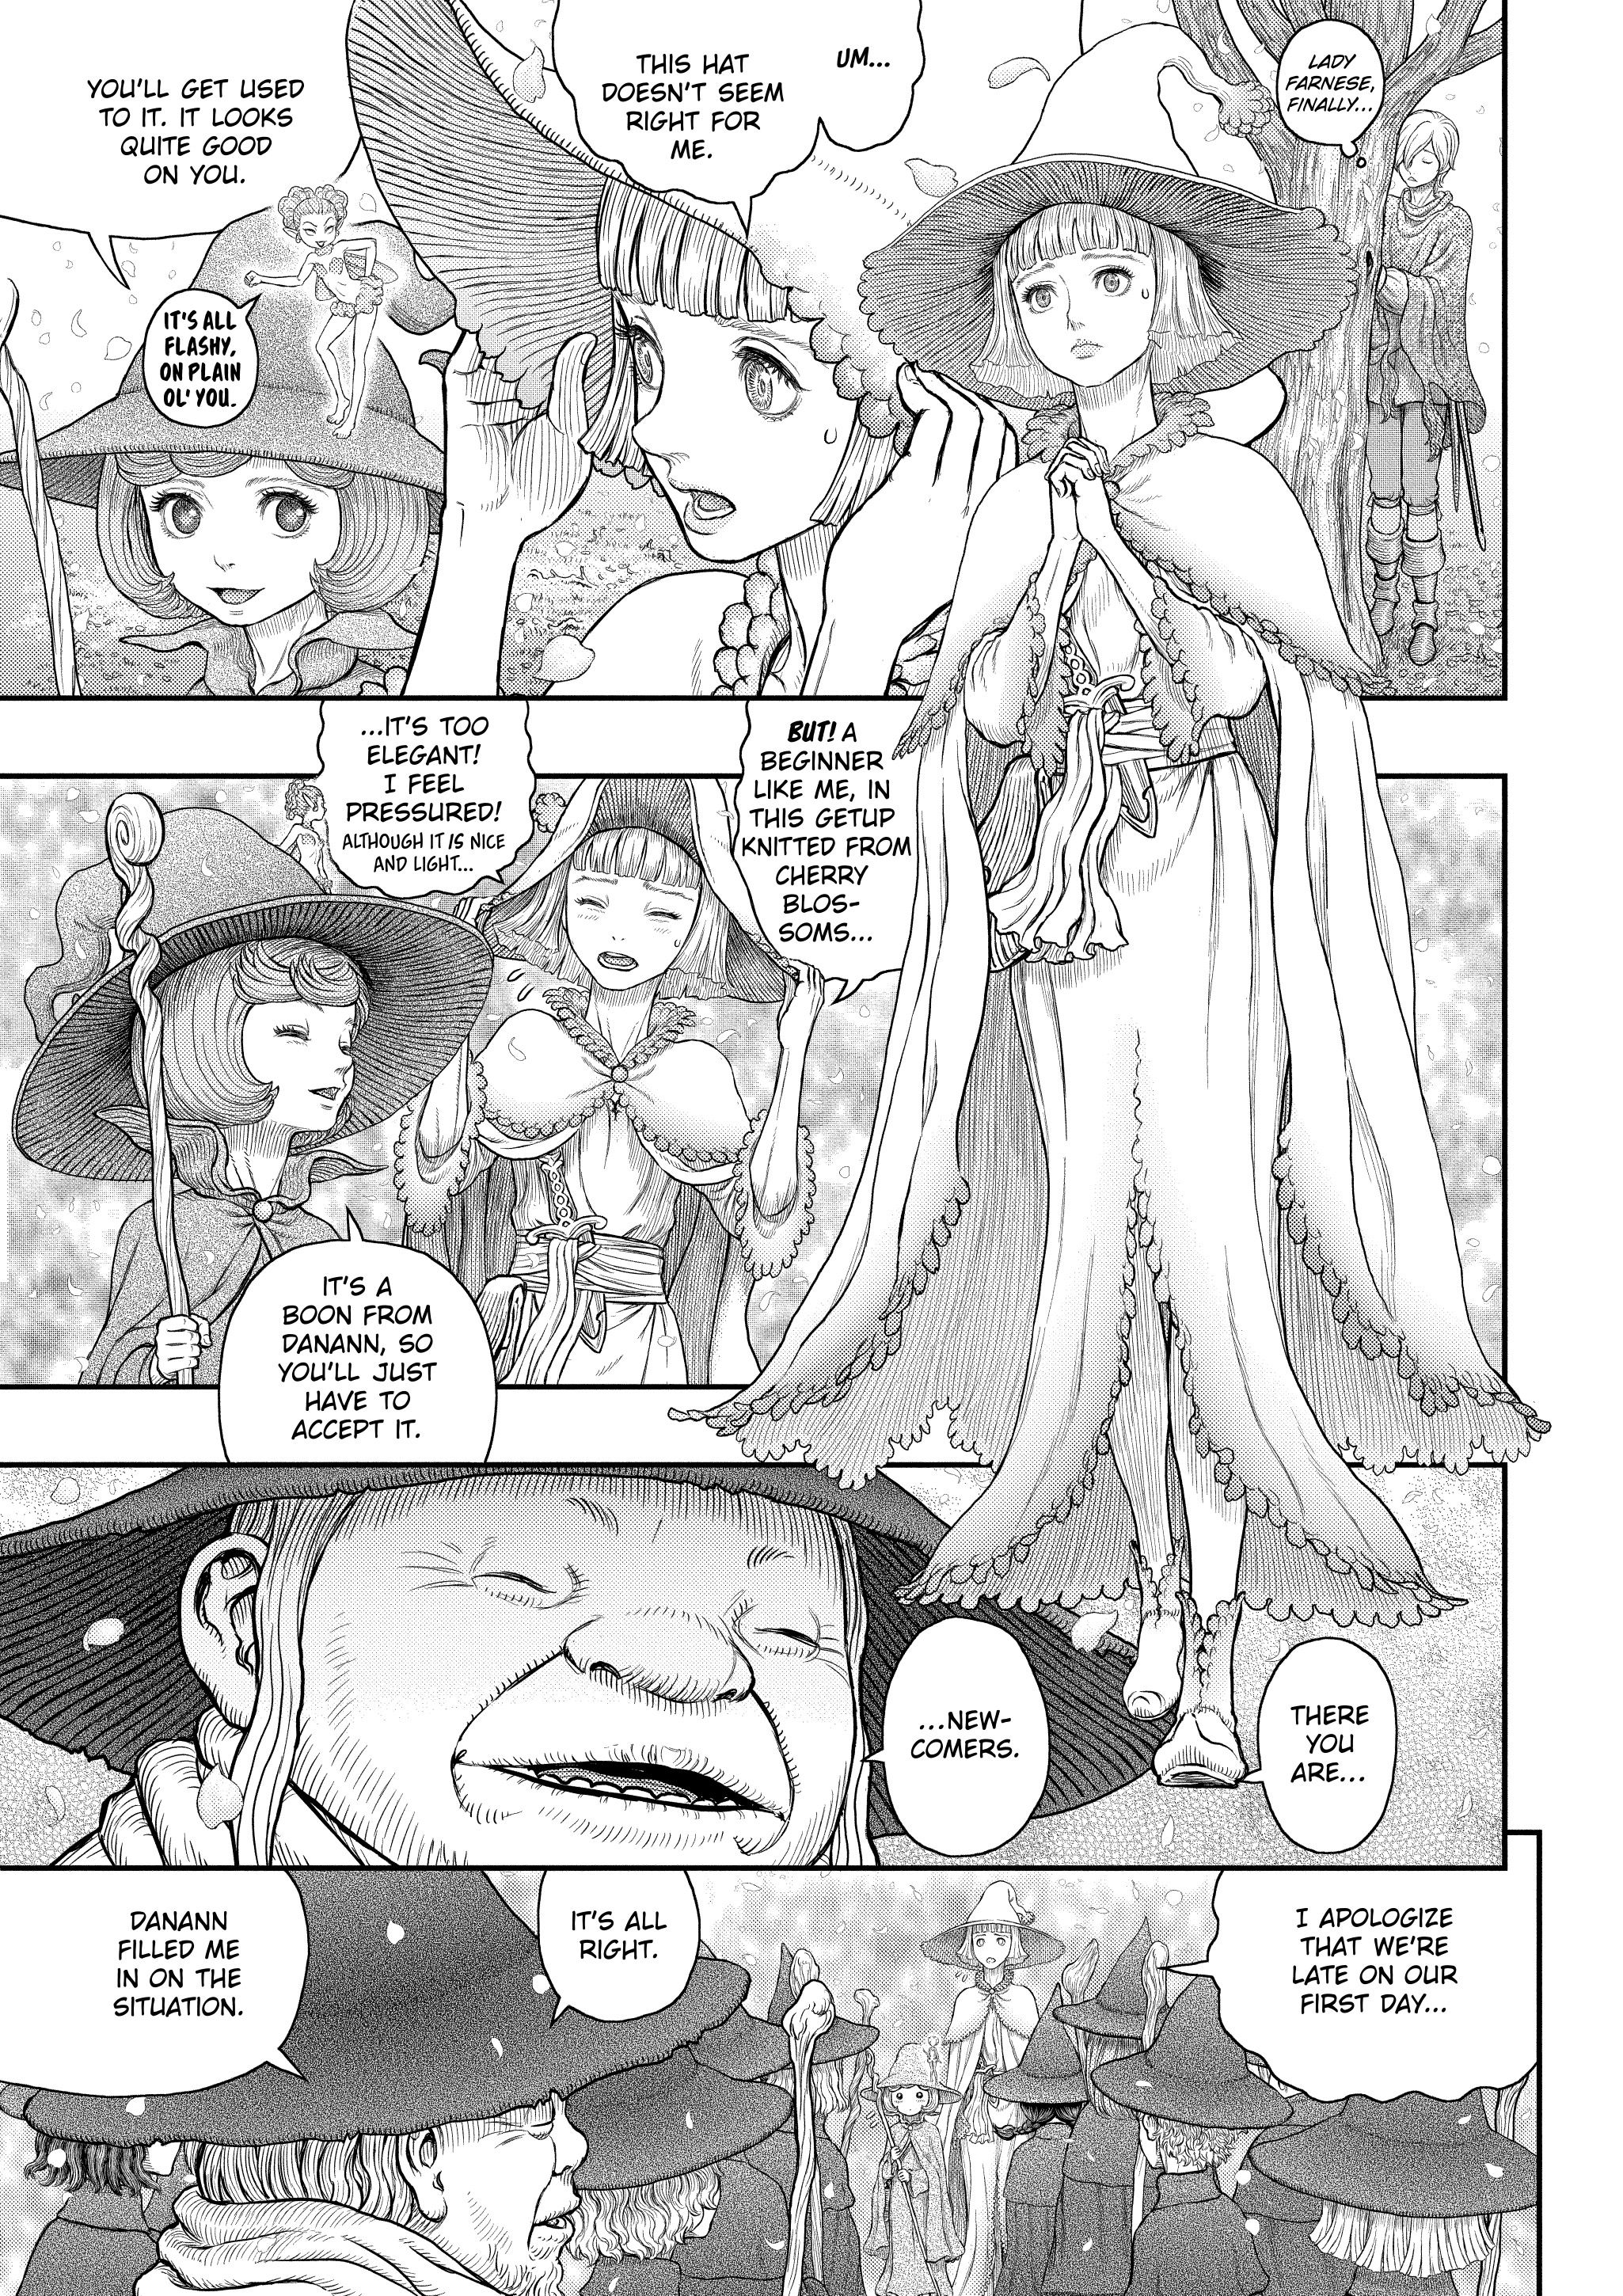 LADY
FARNESE,
FINALLY...
UM...
THIS HAT
DOESN'T SEEM
RIGHT FOR
ME.
YOU'LL GET USED
TO IT. IT LOOKS
QUITE GOOD
ON YOU.
IT'S ALL
FLASHY,
ON PLAIN
OL' YOU.
BUT! A
BEGINNER
LIKE ME, IN
THIS GETUP
KNITTED FROM
CHERRY
BLOS-
SOMS...
...IT'S TOO
ELEGANT!
I FEEL
PRESSURED!
ALTHOUGH IT IS NICE
AND LIGHT...
IT'S A
BOON FROM
DANANN, SO
YOU'LL JUST
HAVE TO
ACCEPT IT.
THERE
YOU
ARE...
...NEW-
COMERS.
I APOLOGIZE
THAT WE'RE
LATE ON OUR
FIRST DAY...
IT'S ALL
RIGHT.
DANANN
FILLED ME
IN ON THE
SITUATION.